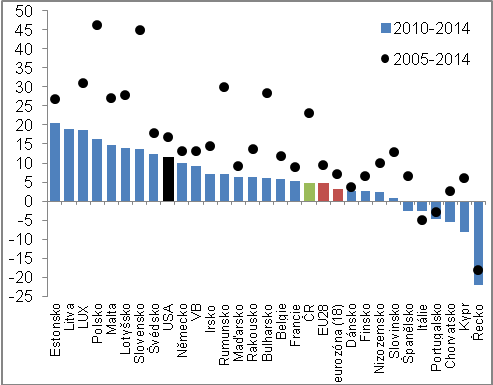 50
45
40
35
30
25
20
15
10
5
0
-5
-10
-15
-20
-25
2010-2014
2005-2014
Estonsko
Litva
LUX
Polsko
Malta
Lotyšsko
Slovensko
Švédsko
USA
Německo
VB
Irsko
Rumunsko
Maďarsko
Rakousko
Bulharsko
Belgie
Francie
ČR
EU28
eurozóna (18)
Dánsko
Finsko
Nizozemsko
Slovinsko
Španělsko
Itálie
Portugalsko
Chorvatsko
Kypr
Řecko